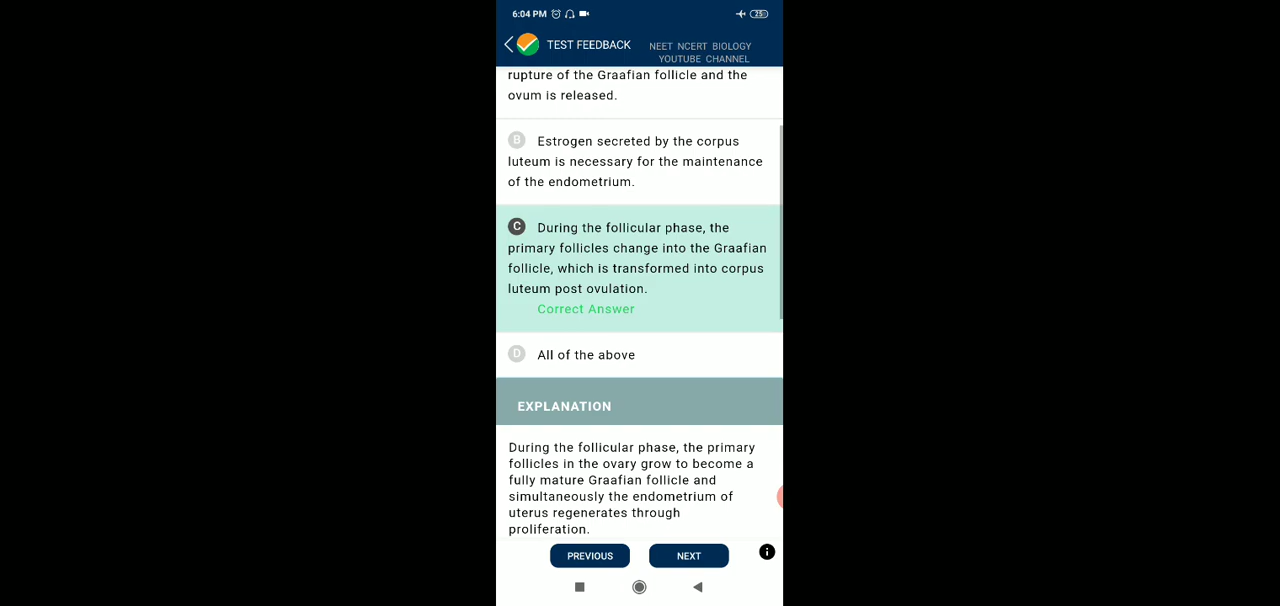 6:04 PM 25
TEST FEEDBACK
NEET NCERT BIOLOGY
YOUTUBE CHANNEL
rupture of the Graafian follicle and the
ovum is released.
B Estrogen secreted by the corpus
luteum is necessary for the maintenance
of the endometrium.
C During the follicular phase, the
primary follicles change into the Graafian
follicle, which is transformed into corpus
luteum post ovulation.
Correct Answer
D All of the above
EXPLANATION
During the follicular phase, the primary
follicles in the ovary grow to become a
fully mature Graafian follicle and
simultaneously the endometrium of
uterus regenerates through
proliferation.
PREVIOUS NEXT i